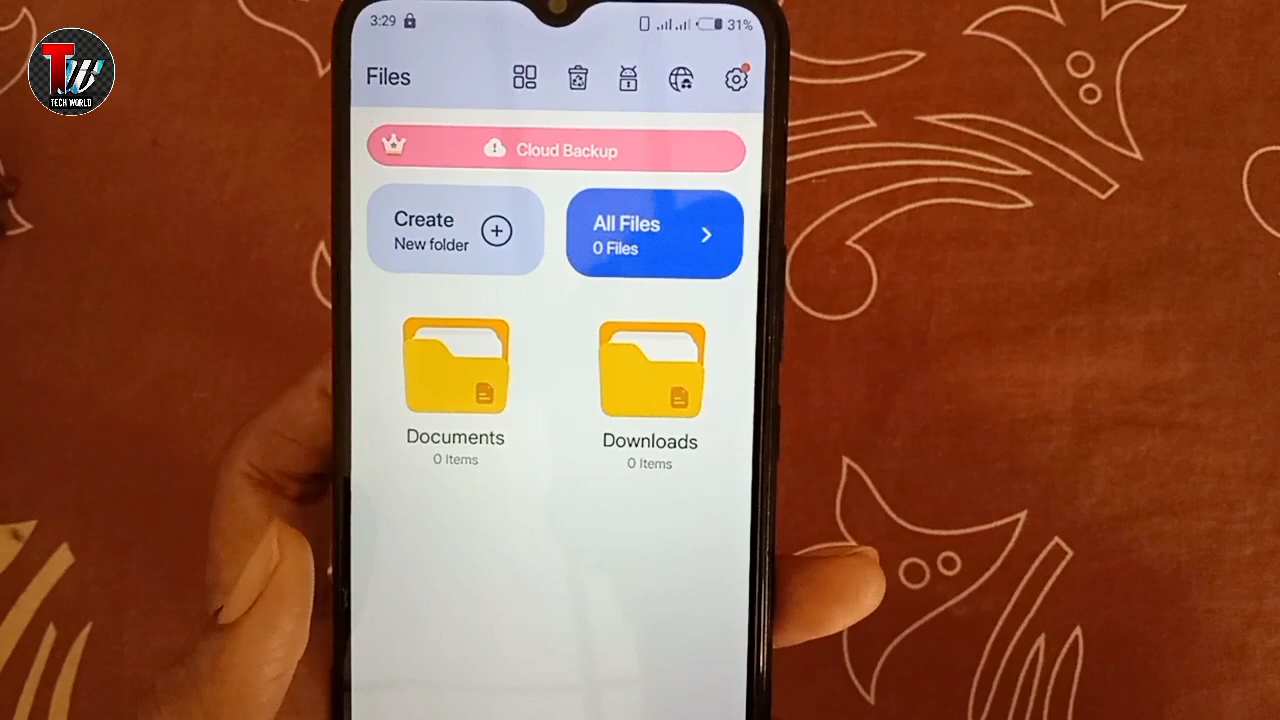 TW
TECH WORLD
3:29
31%
Files
Cloud Backup
Create
New folder
All Files
0 Files
Documents
0 Items
Downloads
0 Items